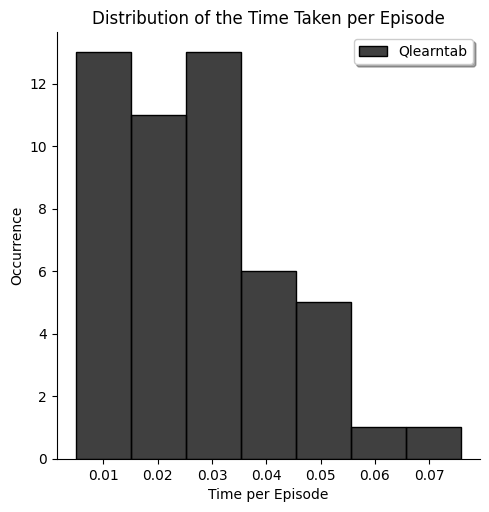 Distribution of the Time Taken per Episode
Qlearntab
12
10
8
6
4
2
0
Occurrence
0.01 0.02 0.03 0.04 0.05 0.06 0.07
Time per Episode